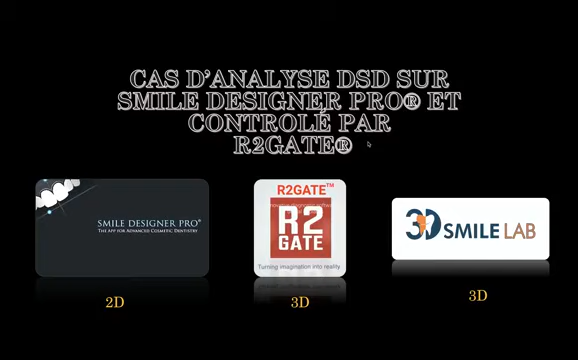 CAS D'ANALYSE DSD SUR
SMILE DESIGNER PRO® ET
CONTROLÉ PAR
R2GATE®
SMILE DESIGNER PRO®
THE APP FOR ADVANCED COSMETIC DENTISTRY
2D
R2GATE™
R2
GATE
Turning imagination into reality
3D
3D SMILE LAB
3D